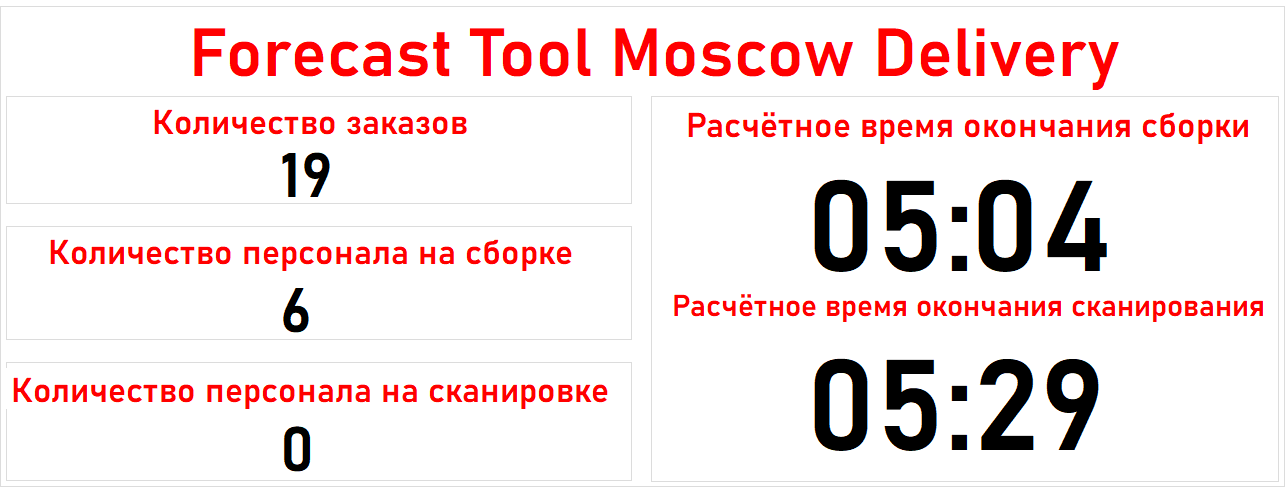 Forecast Tool Moscow Delivery
Количество заказов
19
Количество персонала на сборке
6
Количество персонала на сканировке
0
Расчётное время окончания сборки
05:04
Расчётное время окончания сканирования
05:29